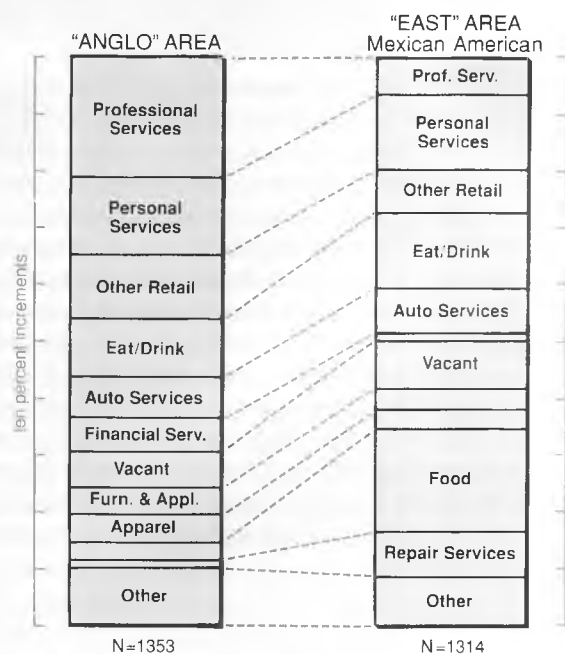 "ANGLO" AREA
Professional
Services
Personal
Services
Other Retail
Eat/Drink
Auto Services
Financial Serv.
Vacant
Furn. & Appl.
Apparel
Other
N=1353
"EAST" AREA
Mexican American
Prof. Serv.
Personal
Services
Other Retail
Eat/Drink
Auto Services
Vacant
Food
Repair Services
Other
N=1314
ten percent increments